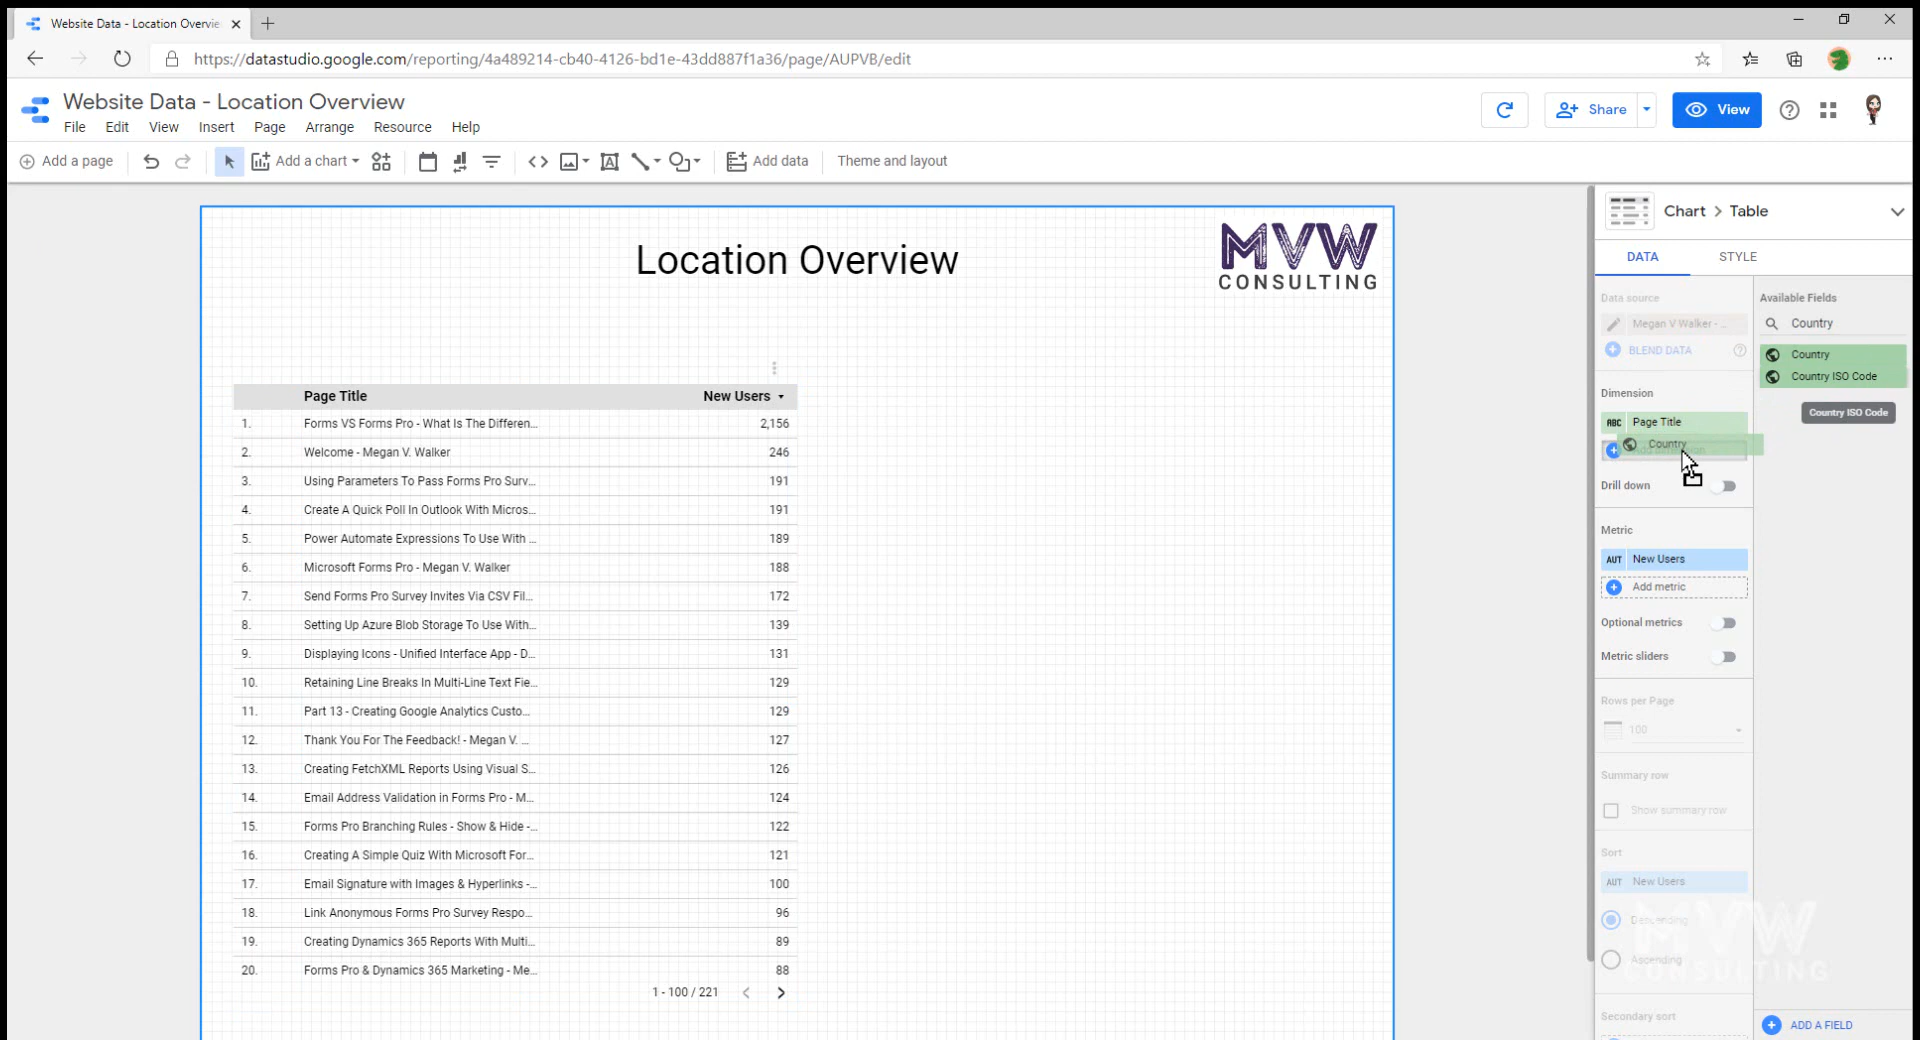 Website Data - Location Overvie
https://datastudio.google.com/reporting/4a489214-cb40-4126-bd1e-43dd887f1a36/page/AUPVB/edit
Website Data - Location Overview
File Edit View Insert Page Arrange Resource Help
Share View
Add a page Add a chart Add data Theme and layout
Location Overview
MVW
CONSULTING
Page Title New Users
1. Forms VS Forms Pro - What Is The Differen... 2,156
2. Welcome - Megan V. Walker 246
3. Using Parameters To Pass Forms Pro Surv... 191
4. Create A Quick Poll In Outlook With Micros... 191
5. Power Automate Expressions To Use With ... 189
6. Microsoft Forms Pro - Megan V. Walker 188
7. Send Forms Pro Survey Invites Via CSV Fil... 172
8. Setting Up Azure Blob Storage To Use With... 139
9. Displaying Icons - Unified Interface App - D... 131
10. Retaining Line Breaks In Multi-Line Text Fie... 129
11. Part 13 - Creating Google Analytics Custo... 129
12. Thank You For The Feedback! - Megan V. ... 127
13. Creating FetchXML Reports Using Visual S... 126
14. Email Address Validation in Forms Pro - M... 124
15. Forms Pro Branching Rules - Show & Hide -... 122
16. Creating A Simple Quiz With Microsoft For... 121
17. Email Signature with Images & Hyperlinks -... 100
18. Link Anonymous Forms Pro Survey Respo... 96
19. Creating Dynamics 365 Reports With Multi... 89
20. Forms Pro & Dynamics 365 Marketing - Me... 88
1 - 100 / 221
Chart > Table
DATA STYLE
Data source
Megan V Walker - ...
BLEND DATA
Dimension
ABC Page Title
Country
Drill down
Metric
AUT New Users
Add metric
Optional metrics
Metric sliders
Rows per Page
100
Summary row
Show summary row
Sort
AUT New Users
Descending
Ascending
Secondary sort
Available Fields
Country
Country
Country ISO Code
Country ISO Code
MVW
CONSULTING
ADD A FIELD